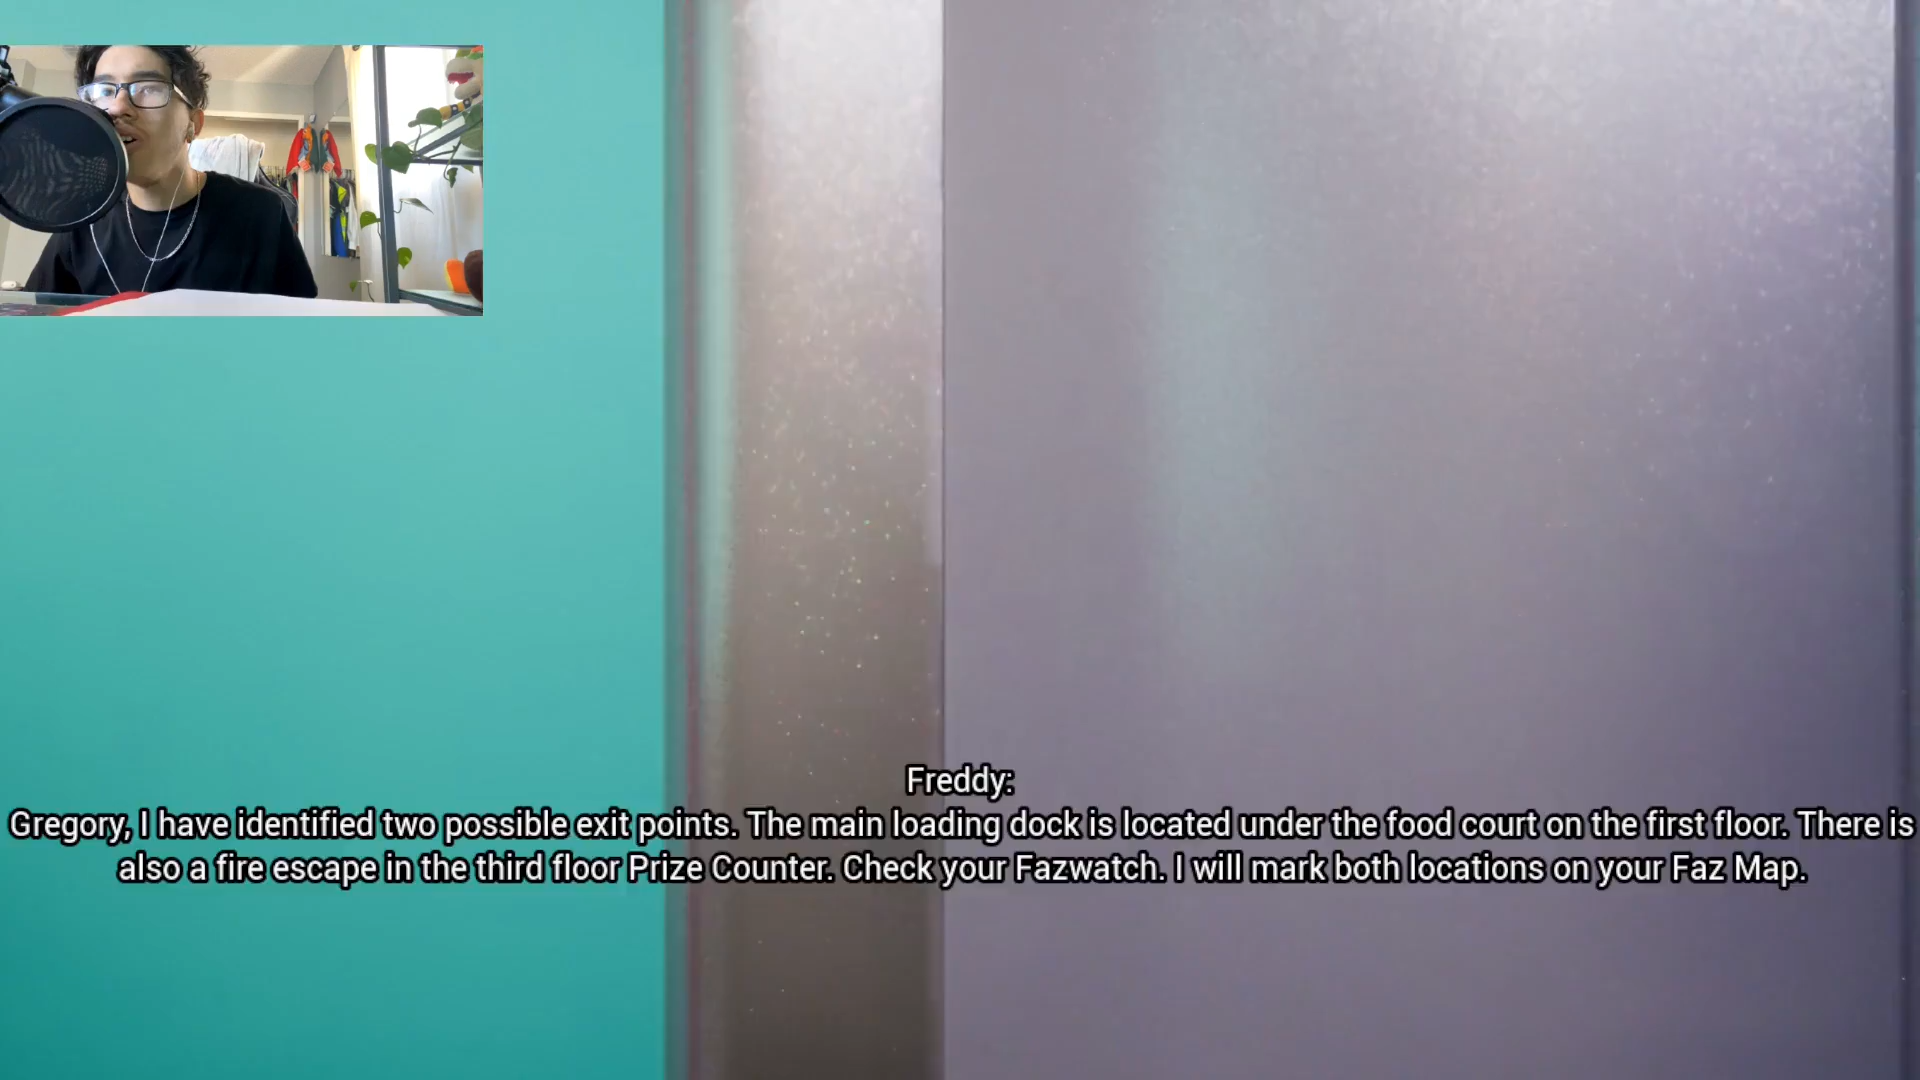 Freddy:
Gregory, I have identified two possible exit points. The main loading dock is located under the food court on the first floor. There is
also a fire escape in the third floor Prize Counter. Check your Fazwatch. I will mark both locations on your Faz Map.